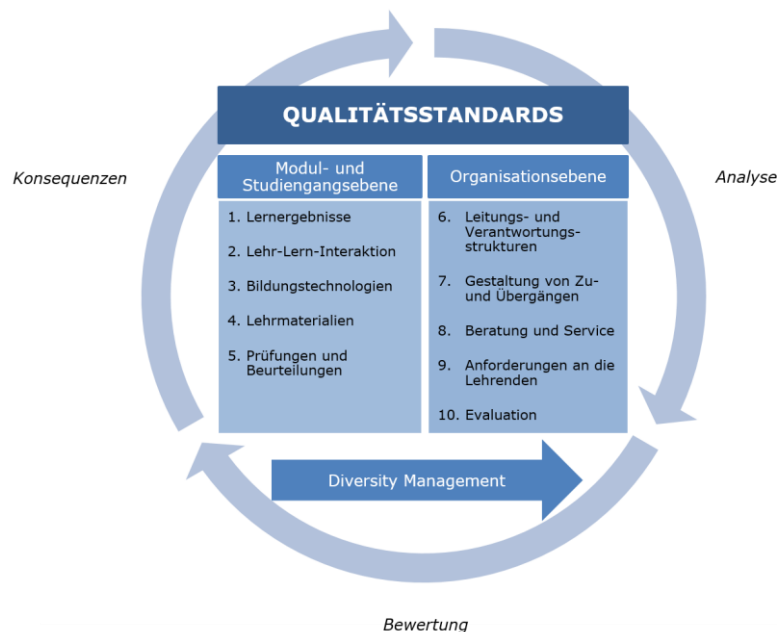 QUALITÄTSSTANDARDS
Konsequenzen
Analyse
Modul- und
Studiengangsebene
1. Lernergebnisse
2. Lehr-Lern-Interaktion
3. Bildungstechnologien
4. Lehrmaterialien
5. Prüfungen und
Beurteilungen
Organisationsebene
6. Leitungs- und
Verantwortungs-
strukturen
7. Gestaltung von Zu-
und Übergängen
8. Beratung und Service
9. Anforderungen an die
Lehrenden
10. Evaluation
Diversity Management
Bewertung